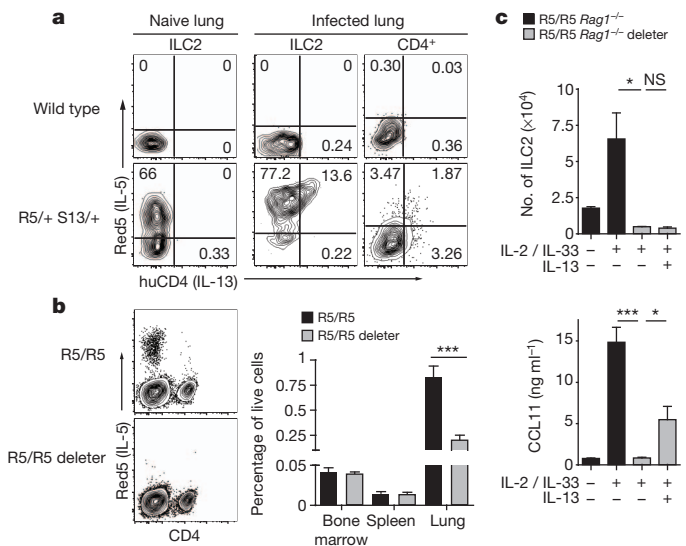 a
Naive lung
Infected lung
ILC2
ILC2
CD4⁺
Wild type
0 0
0
0 0
0.24
0.30 0.03
0.36
R5/+ S13/+
66 0
0.33
77.2 13.6
0.22
3.47 1.87
3.26
Red5 (IL-5)
huCD4 (IL-13)
b
R5/R5
R5/R5 deleter
Red5 (IL-5)
CD4
R5/R5
R5/R5 deleter
***
Percentage of live cells
1
0.75
0.5
0.25
0.05
0
Bone marrow
Spleen
Lung
c
R5/R5 Rag1⁻/⁻
R5/R5 Rag1⁻/⁻ deleter
* NS
No. of ILC2 (×10⁴)
10
7.5
5
2.5
0
IL-2 / IL-33 – + + +
IL-13 – – – +
*** *
CCL11 (ng ml⁻¹)
15
10
5
0
IL-2 / IL-33 – + + +
IL-13 – – – +